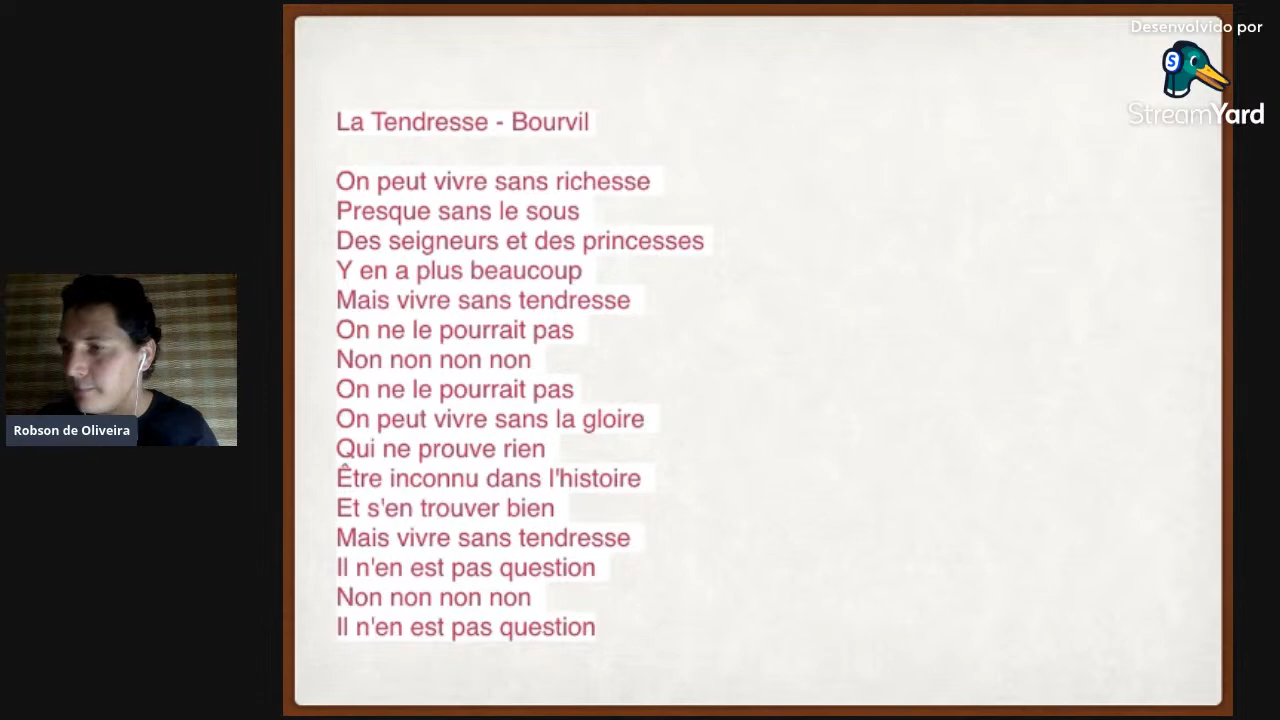 Desenvolvido por
S
StreamYard
La Tendresse - Bourvil
On peut vivre sans richesse
Presque sans le sous
Des seigneurs et des princesses
Y en a plus beaucoup
Mais vivre sans tendresse
On ne le pourrait pas
Non non non non
On ne le pourrait pas
On peut vivre sans la gloire
Qui ne prouve rien
Être inconnu dans l'histoire
Et s'en trouver bien
Mais vivre sans tendresse
Il n'en est pas question
Non non non non
Il n'en est pas question
Robson de Oliveira